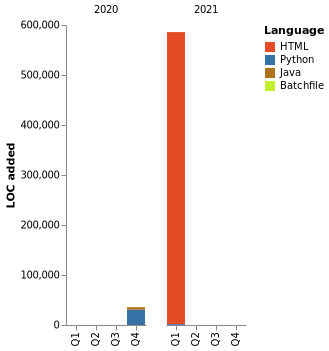 2020 2021
Language
HTML
Python
Java
Batchfile
LOC added
600,000
500,000
400,000
300,000
200,000
100,000
0
Q1 Q2 Q3 Q4 Q1 Q2 Q3 Q4